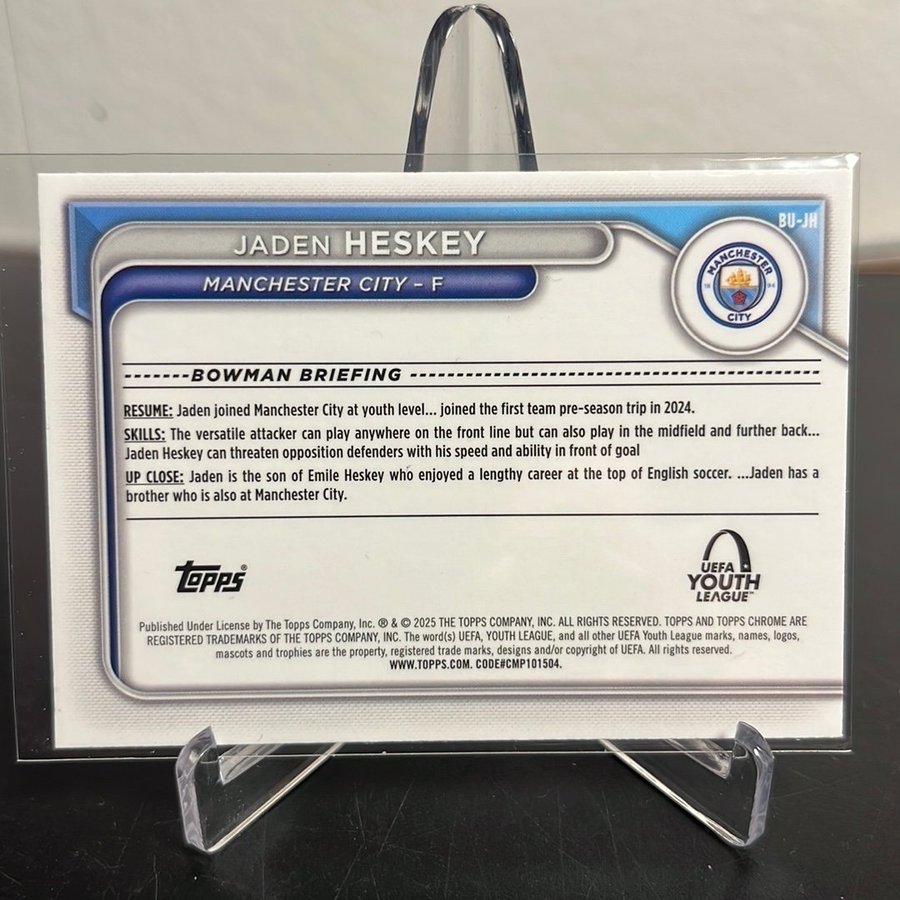 BU-JH
JADEN HESKEY
MANCHESTER CITY – F
MANCHESTER
18 94
CITY
BOWMAN BRIEFING
RESUME: Jaden joined Manchester City at youth level... joined the first team pre-season trip in 2024.
SKILLS: The versatile attacker can play anywhere on the front line but can also play in the midfield and further back...
Jaden Heskey can threaten opposition defenders with his speed and ability in front of goal
UP CLOSE: Jaden is the son of Emile Heskey who enjoyed a lengthy career at the top of English soccer. ...Jaden has a
brother who is also at Manchester City.
Topps®
UEFA
YOUTH
LEAGUE™
Published Under License by The Topps Company, Inc. ® & © 2025 THE TOPPS COMPANY, INC. ALL RIGHTS RESERVED. TOPPS AND TOPPS CHROME ARE
REGISTERED TRADEMARKS OF THE TOPPS COMPANY, INC. The word(s) UEFA, YOUTH LEAGUE, and all other UEFA Youth League marks, names, logos,
mascots and trophies are the property, registered trade marks, designs and/or copyright of UEFA. All rights reserved.
WWW.TOPPS.COM. CODE#CMP101504.